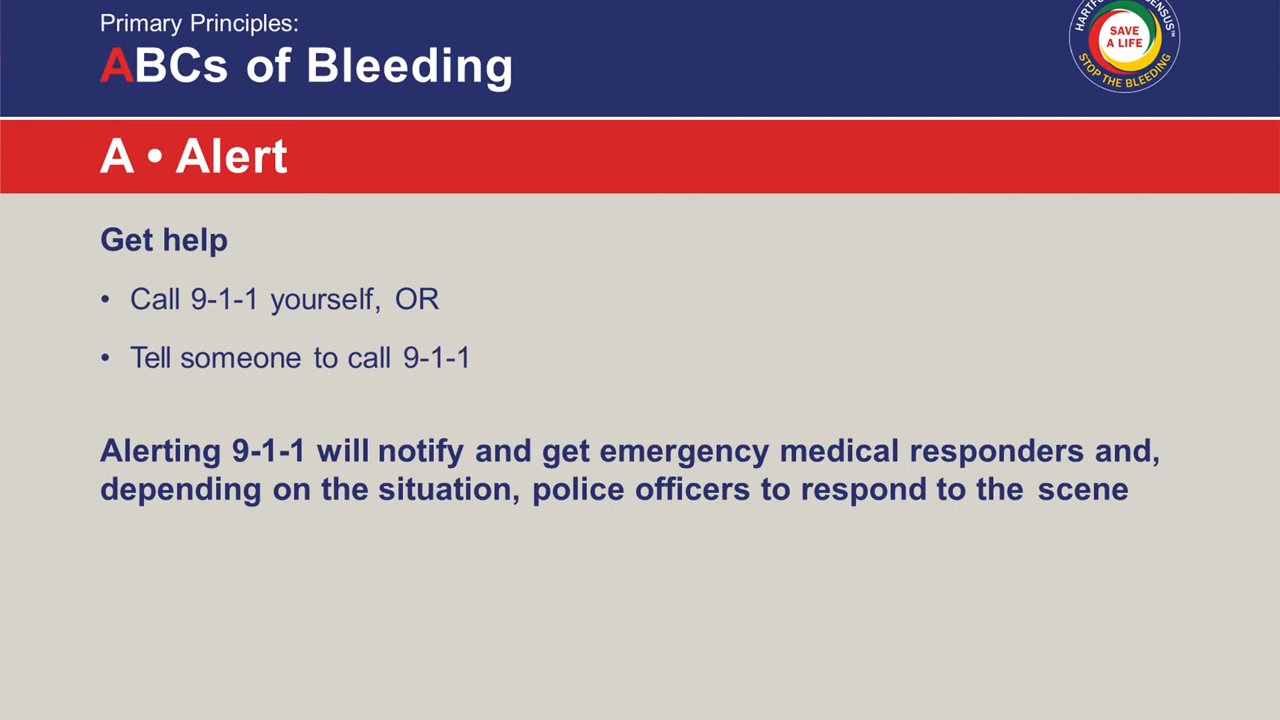 Primary Principles:
ABCs of Bleeding
SAVE
A LIFE
STOP THE BLEEDING
A • Alert
Get help
• Call 9-1-1 yourself, OR
• Tell someone to call 9-1-1
Alerting 9-1-1 will notify and get emergency medical responders and,
depending on the situation, police officers to respond to the scene